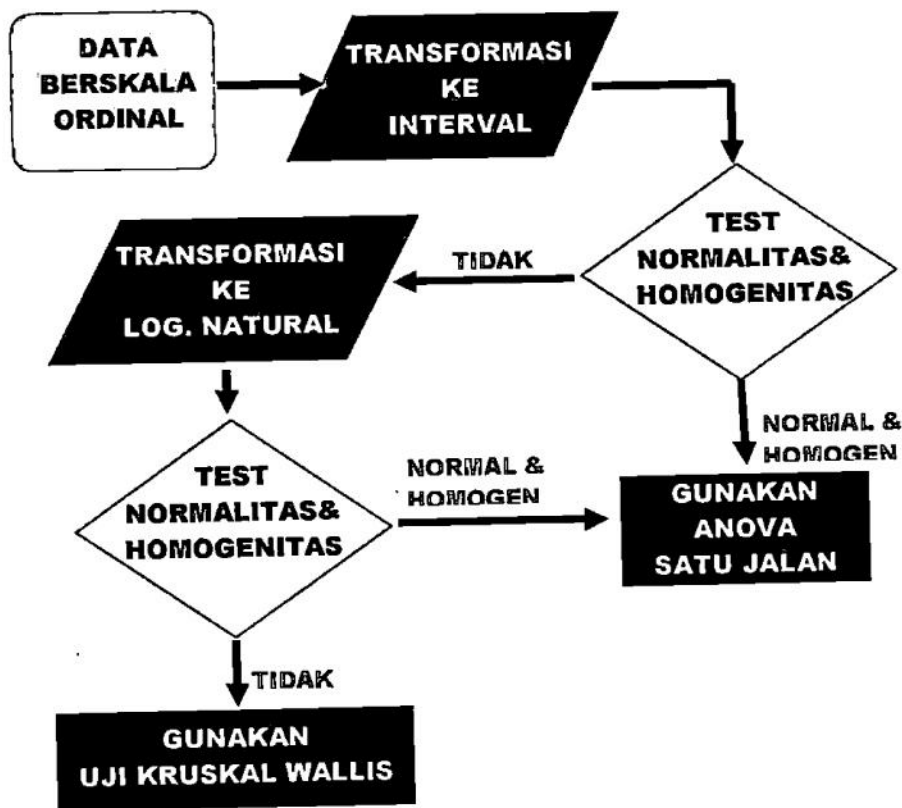 DATA
BERSKALA
ORDINAL
TRANSFORMASI
KE
INTERVAL
TEST
NORMALITAS&
HOMOGENITAS
TIDAK
TRANSFORMASI
KE
LOG. NATURAL
NORMAL &
HOMOGEN
TEST
NORMALITAS&
HOMOGENITAS
NORMAL &
HOMOGEN
GUNAKAN
ANOVA
SATU JALAN
TIDAK
GUNAKAN
UJI KRUSKAL WALLIS